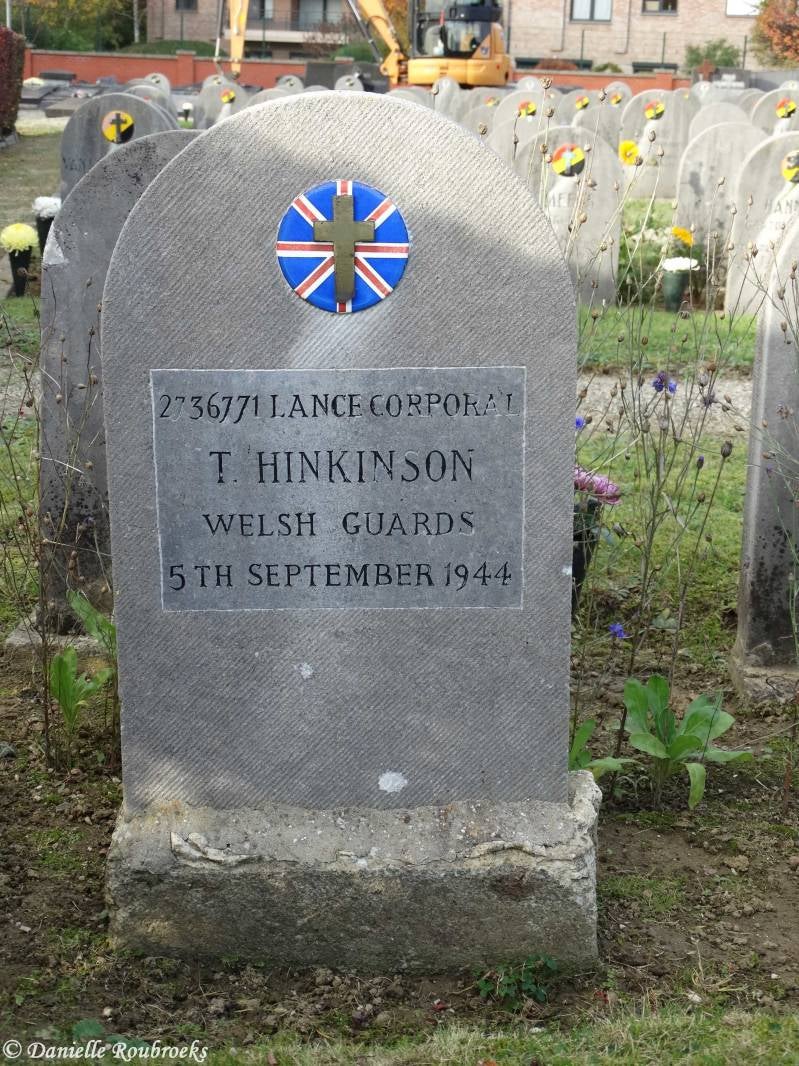 2736771 LANCE CORPORAL
T. HINKINSON
WELSH GUARDS
5TH SEPTEMBER 1944
© Danielle Roubroeks